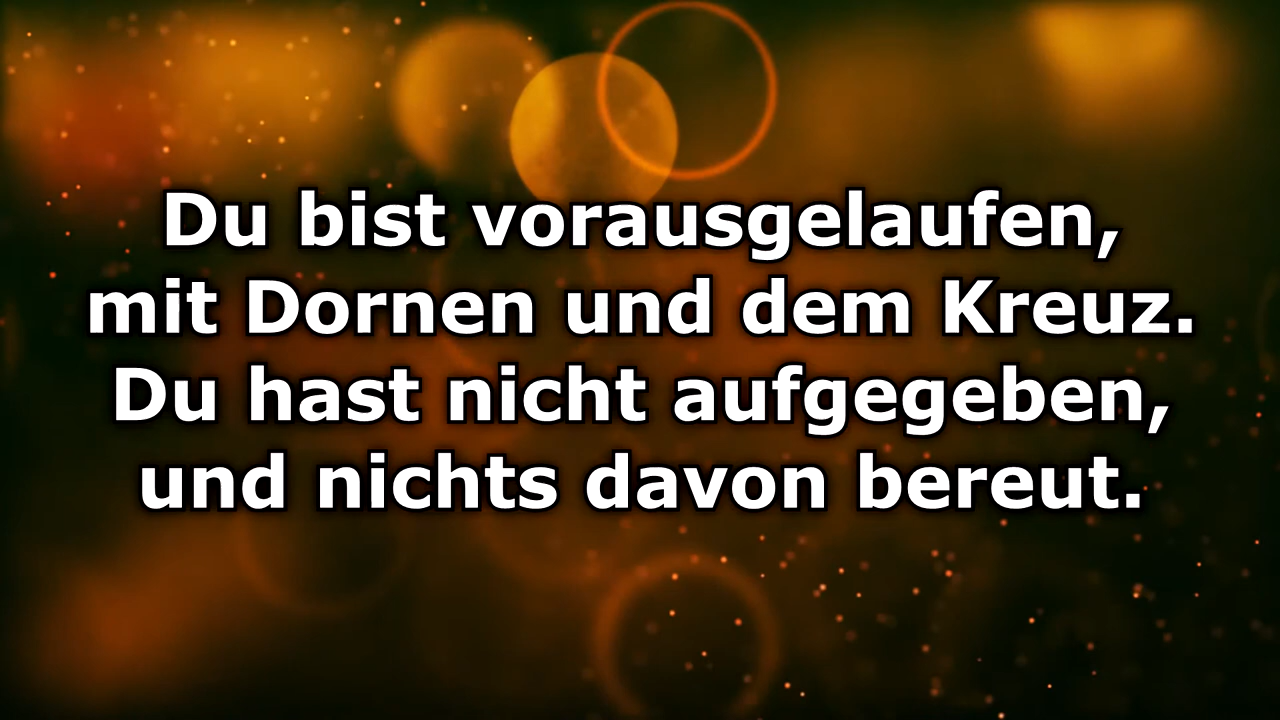 Du bist vorausgelaufen,
mit Dornen und dem Kreuz.
Du hast nicht aufgegeben,
und nichts davon bereut.